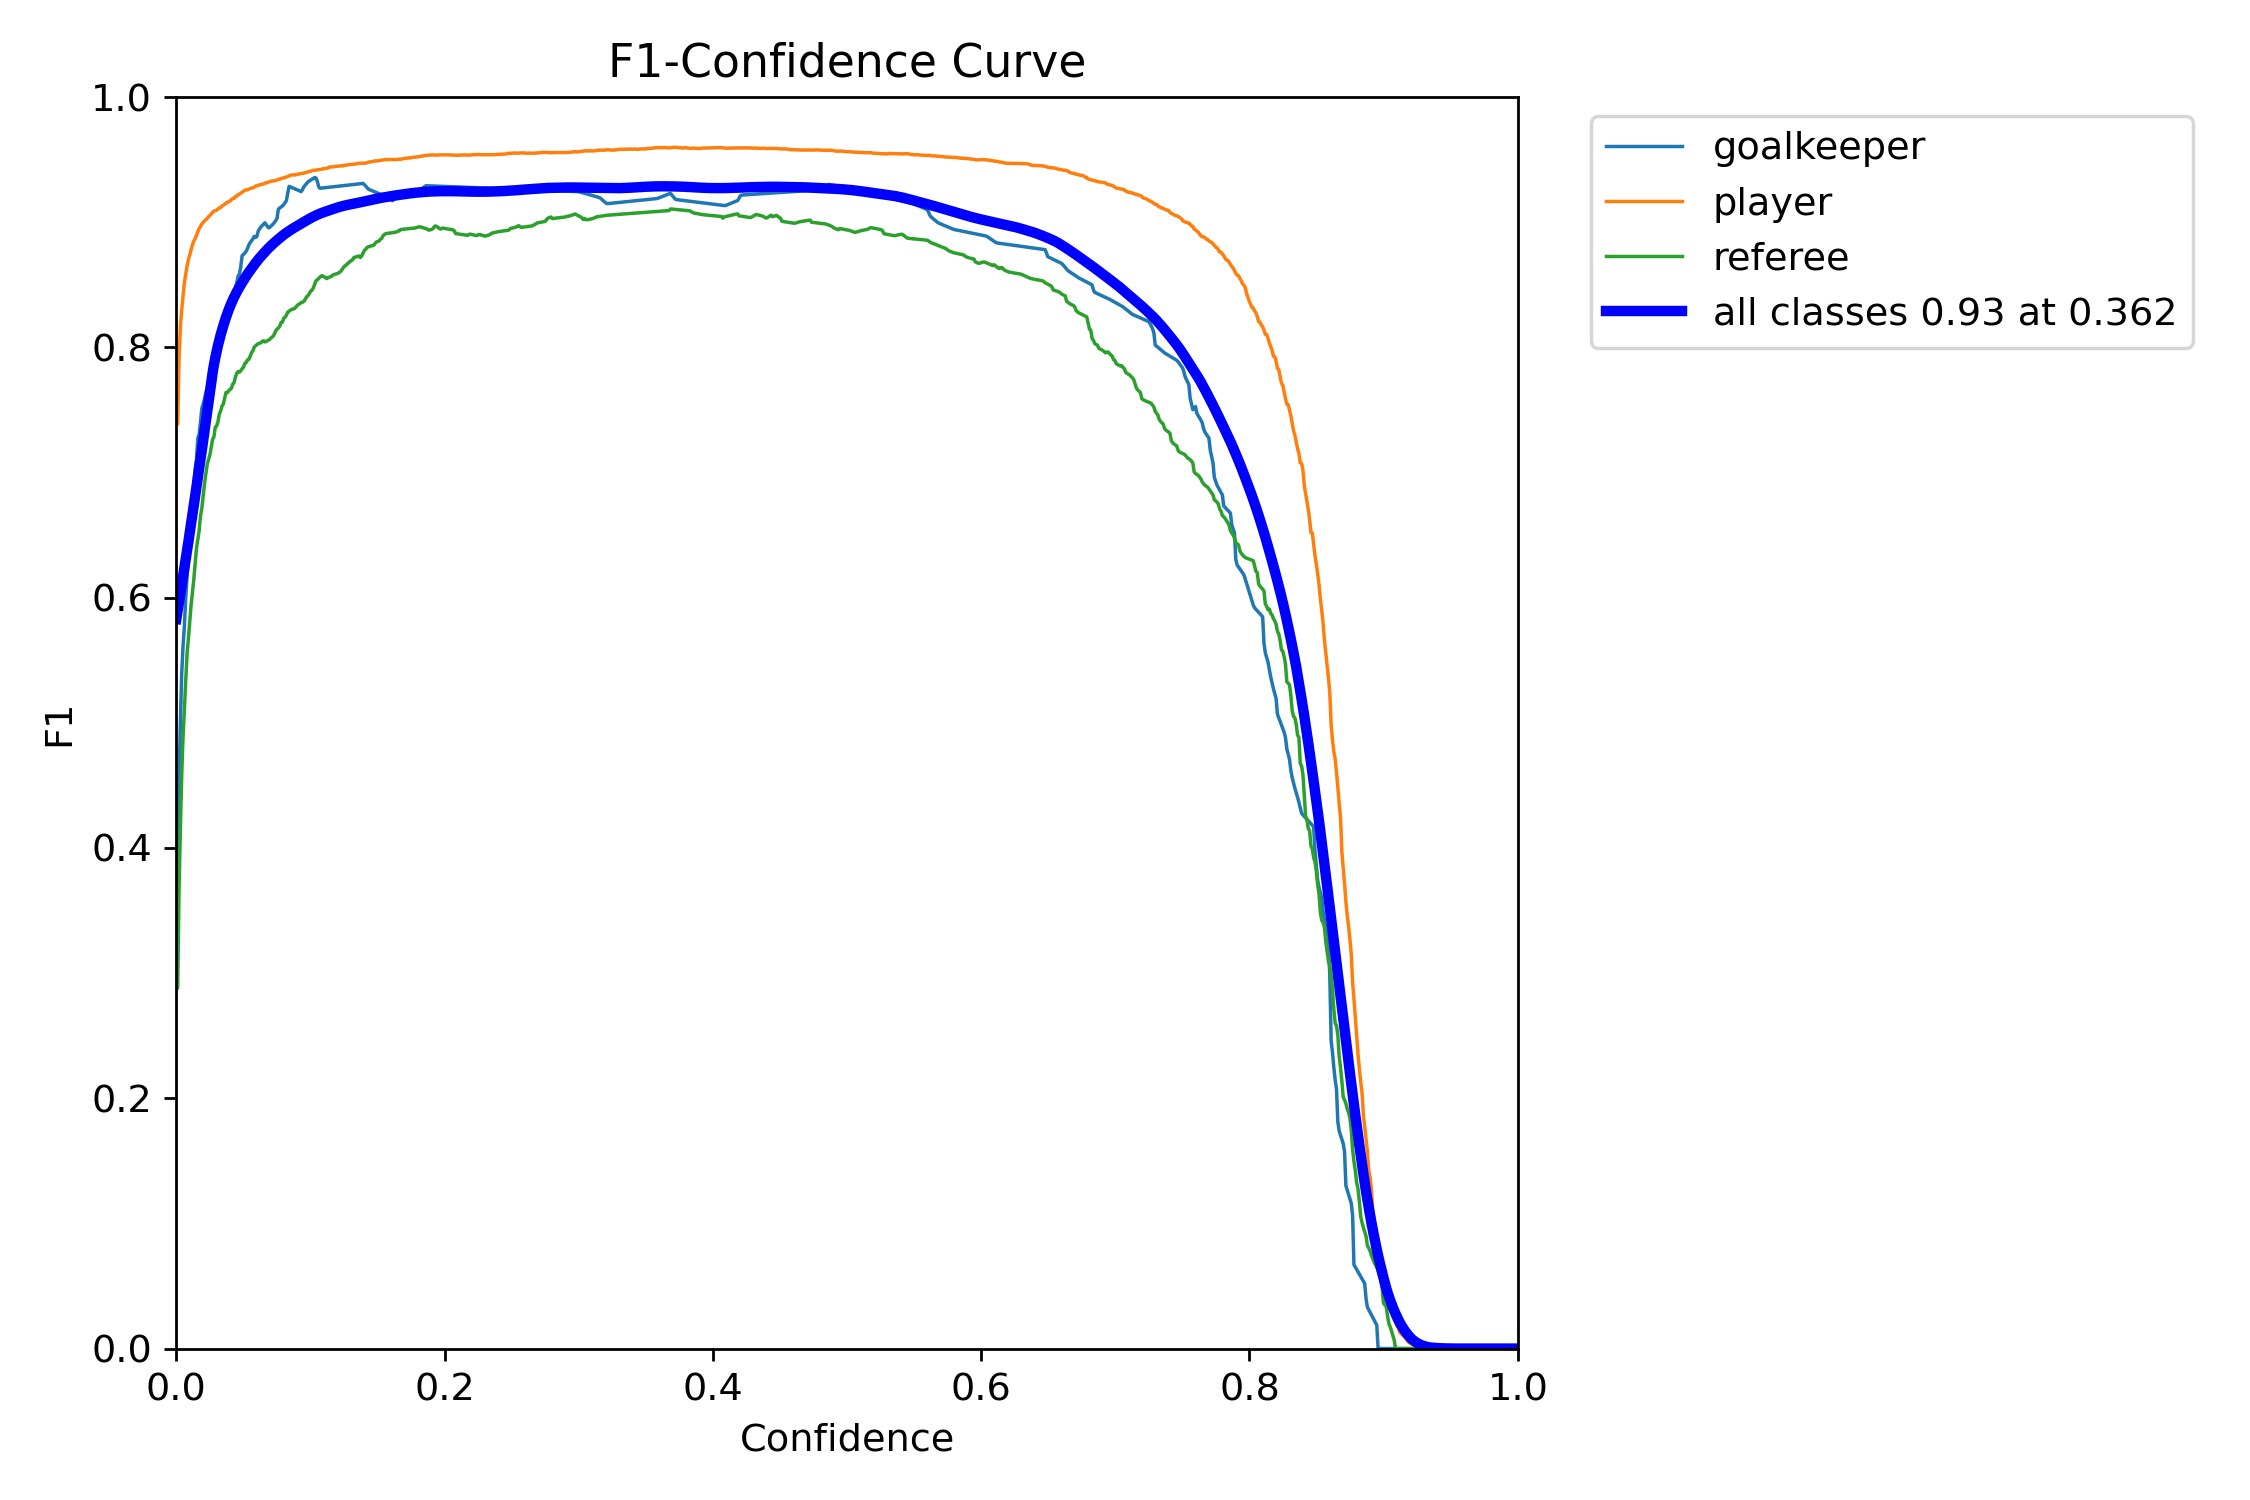 F1-Confidence Curve
1.0
0.8
0.6
0.4
0.2
0.0
F1
0.0 0.2 0.4 0.6 0.8 1.0
Confidence
goalkeeper
player
referee
all classes 0.93 at 0.362